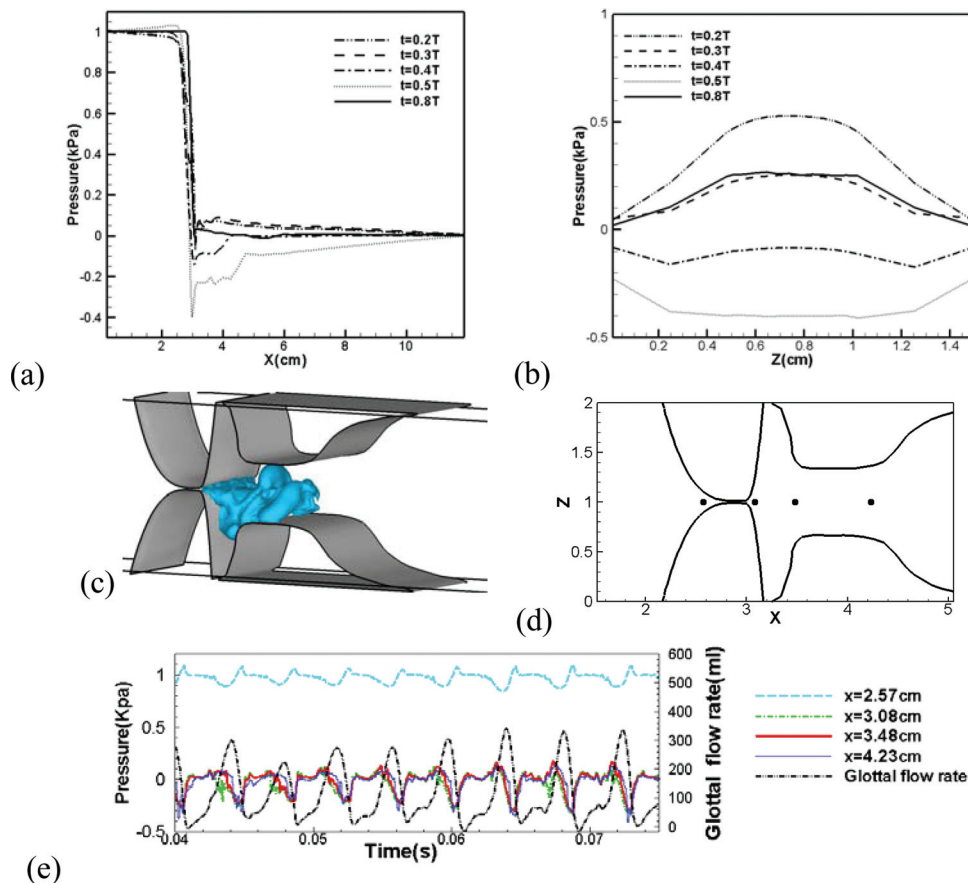 1
0.8
0.6
0.4
0.2
0
-0.2
-0.4
Pressure(kPa)
t=0.2T
t=0.3T
t=0.4T
t=0.5T
t=0.8T
2 4 6 8 10
X(cm)
(a)
1
0.5
0
-0.5
Pressure(kPa)
t=0.2T
t=0.3T
t=0.4T
t=0.5T
t=0.8T
0.2 0.4 0.6 0.8 1 1.2 1.4
Z(cm)
(b)
(c)
2
1.5
1
0.5
0
Z
2 3 4 5
X
(d)
1
0.5
0
-0.5
Pressure(Kpa)
0.04 0.05 0.06 0.07
Time(s)
600
500
400
300
200
100
0
Glottal flow rate(ml)
x=2.57cm
x=3.08cm
x=3.48cm
x=4.23cm
Glottal flow rate
(e)